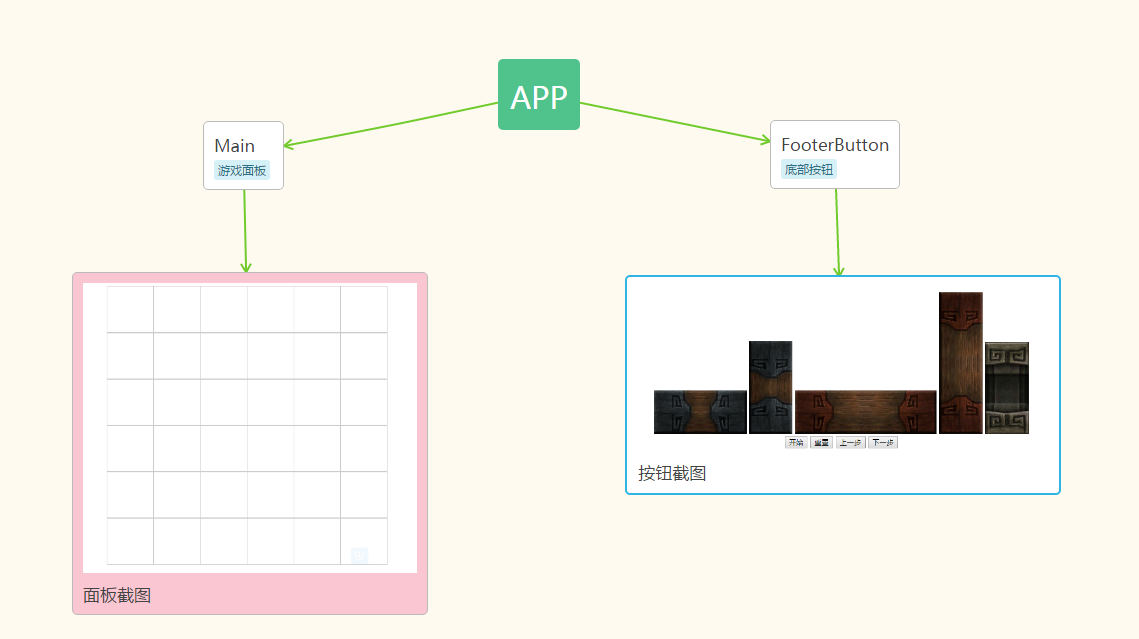 APP
Main
游戏面板
FooterButton
底部按钮
开始 重置 上一步 下一步
按钮截图
面板截图